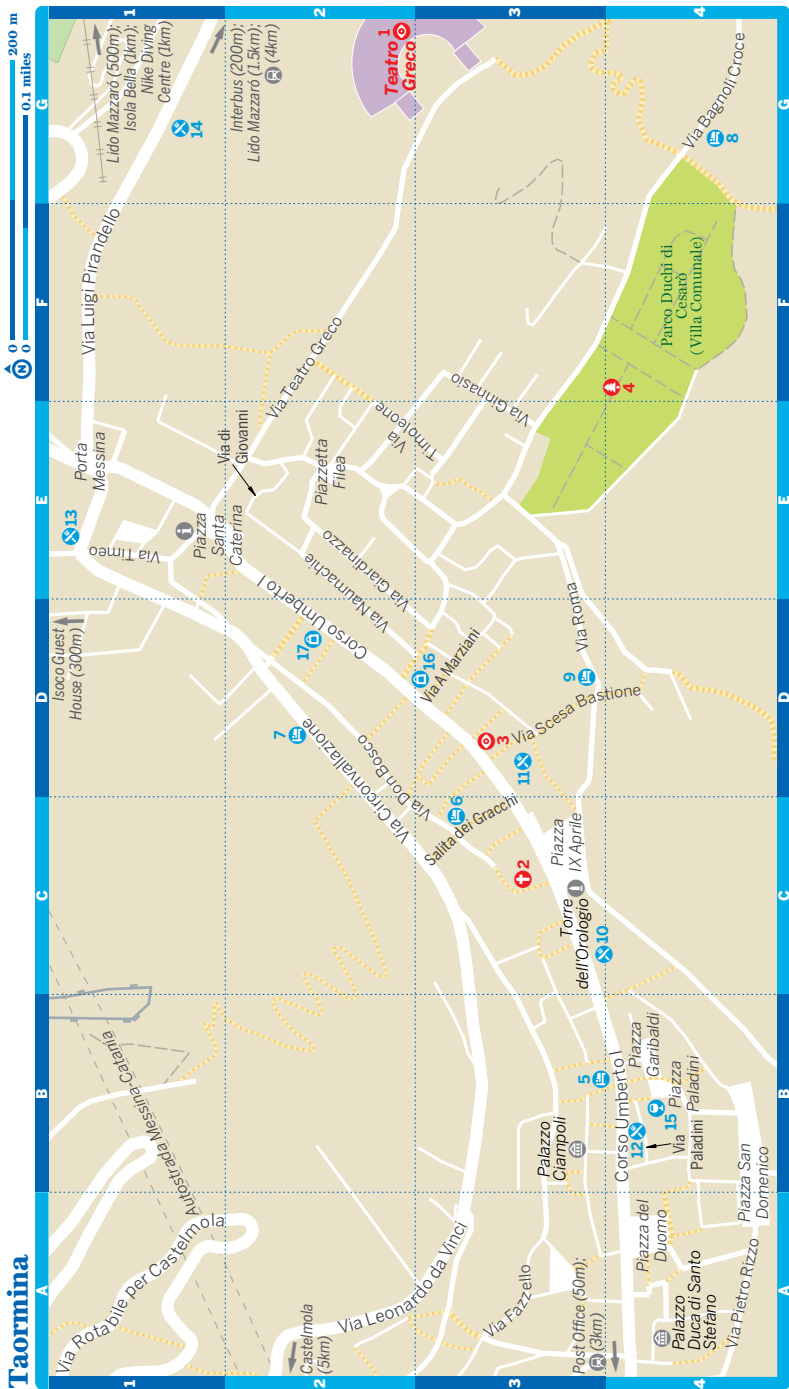 Taormina
0
200 m
0
0.1 miles
N
A
B
C
D
E
F
G
1
2
3
4
Via Rotabile per Castelmola
Autostrada Messina-Catania
Isoco Guest
House (300m)
13
Via Timeo
Porta
Messina
Via Luigi Pirandello
Lido Mazzarò (500m);
Isola Bella (1km);
Nike Diving
Centre (1km)
14
Interbus (200m);
Lido Mazzarò (1.5km);
(4km)
Piazza
Santa
Caterina
Via di
Giovanni
Via Teatro Greco
Teatro 1
Greco
Castelmola
(5km)
Via Leonardo da Vinci
7
17
Corso Umberto I
Via Circonvallazione
Via Don Bosco
Via Naumachie
Via Giardinazzo
Piazzetta
Filea
Via
Timoleone
Via Ginnasio
16
Via A Marziani
6
Salita dei Gracchi
3
11
Via Scesa Bastione
2
Via Fazzello
Palazzo
Ciampoli
Torre
dell'Orologio
Piazza
IX Aprile
9
Via Roma
Post Office (50m);
(3km)
5
10
4
Parco Duchi di
Cesarò
(Villa Comunale)
Via Bagnoli Croce
8
Corso Umberto I
12
15
Via
Paladini
Piazza
Garibaldi
Piazza
Paladini
Piazza del
Duomo
Palazzo
Duca di Santo
Stefano
Via Pietro Rizzo
Piazza San
Domenico
A
B
C
D
E
F
G
1
2
3
4